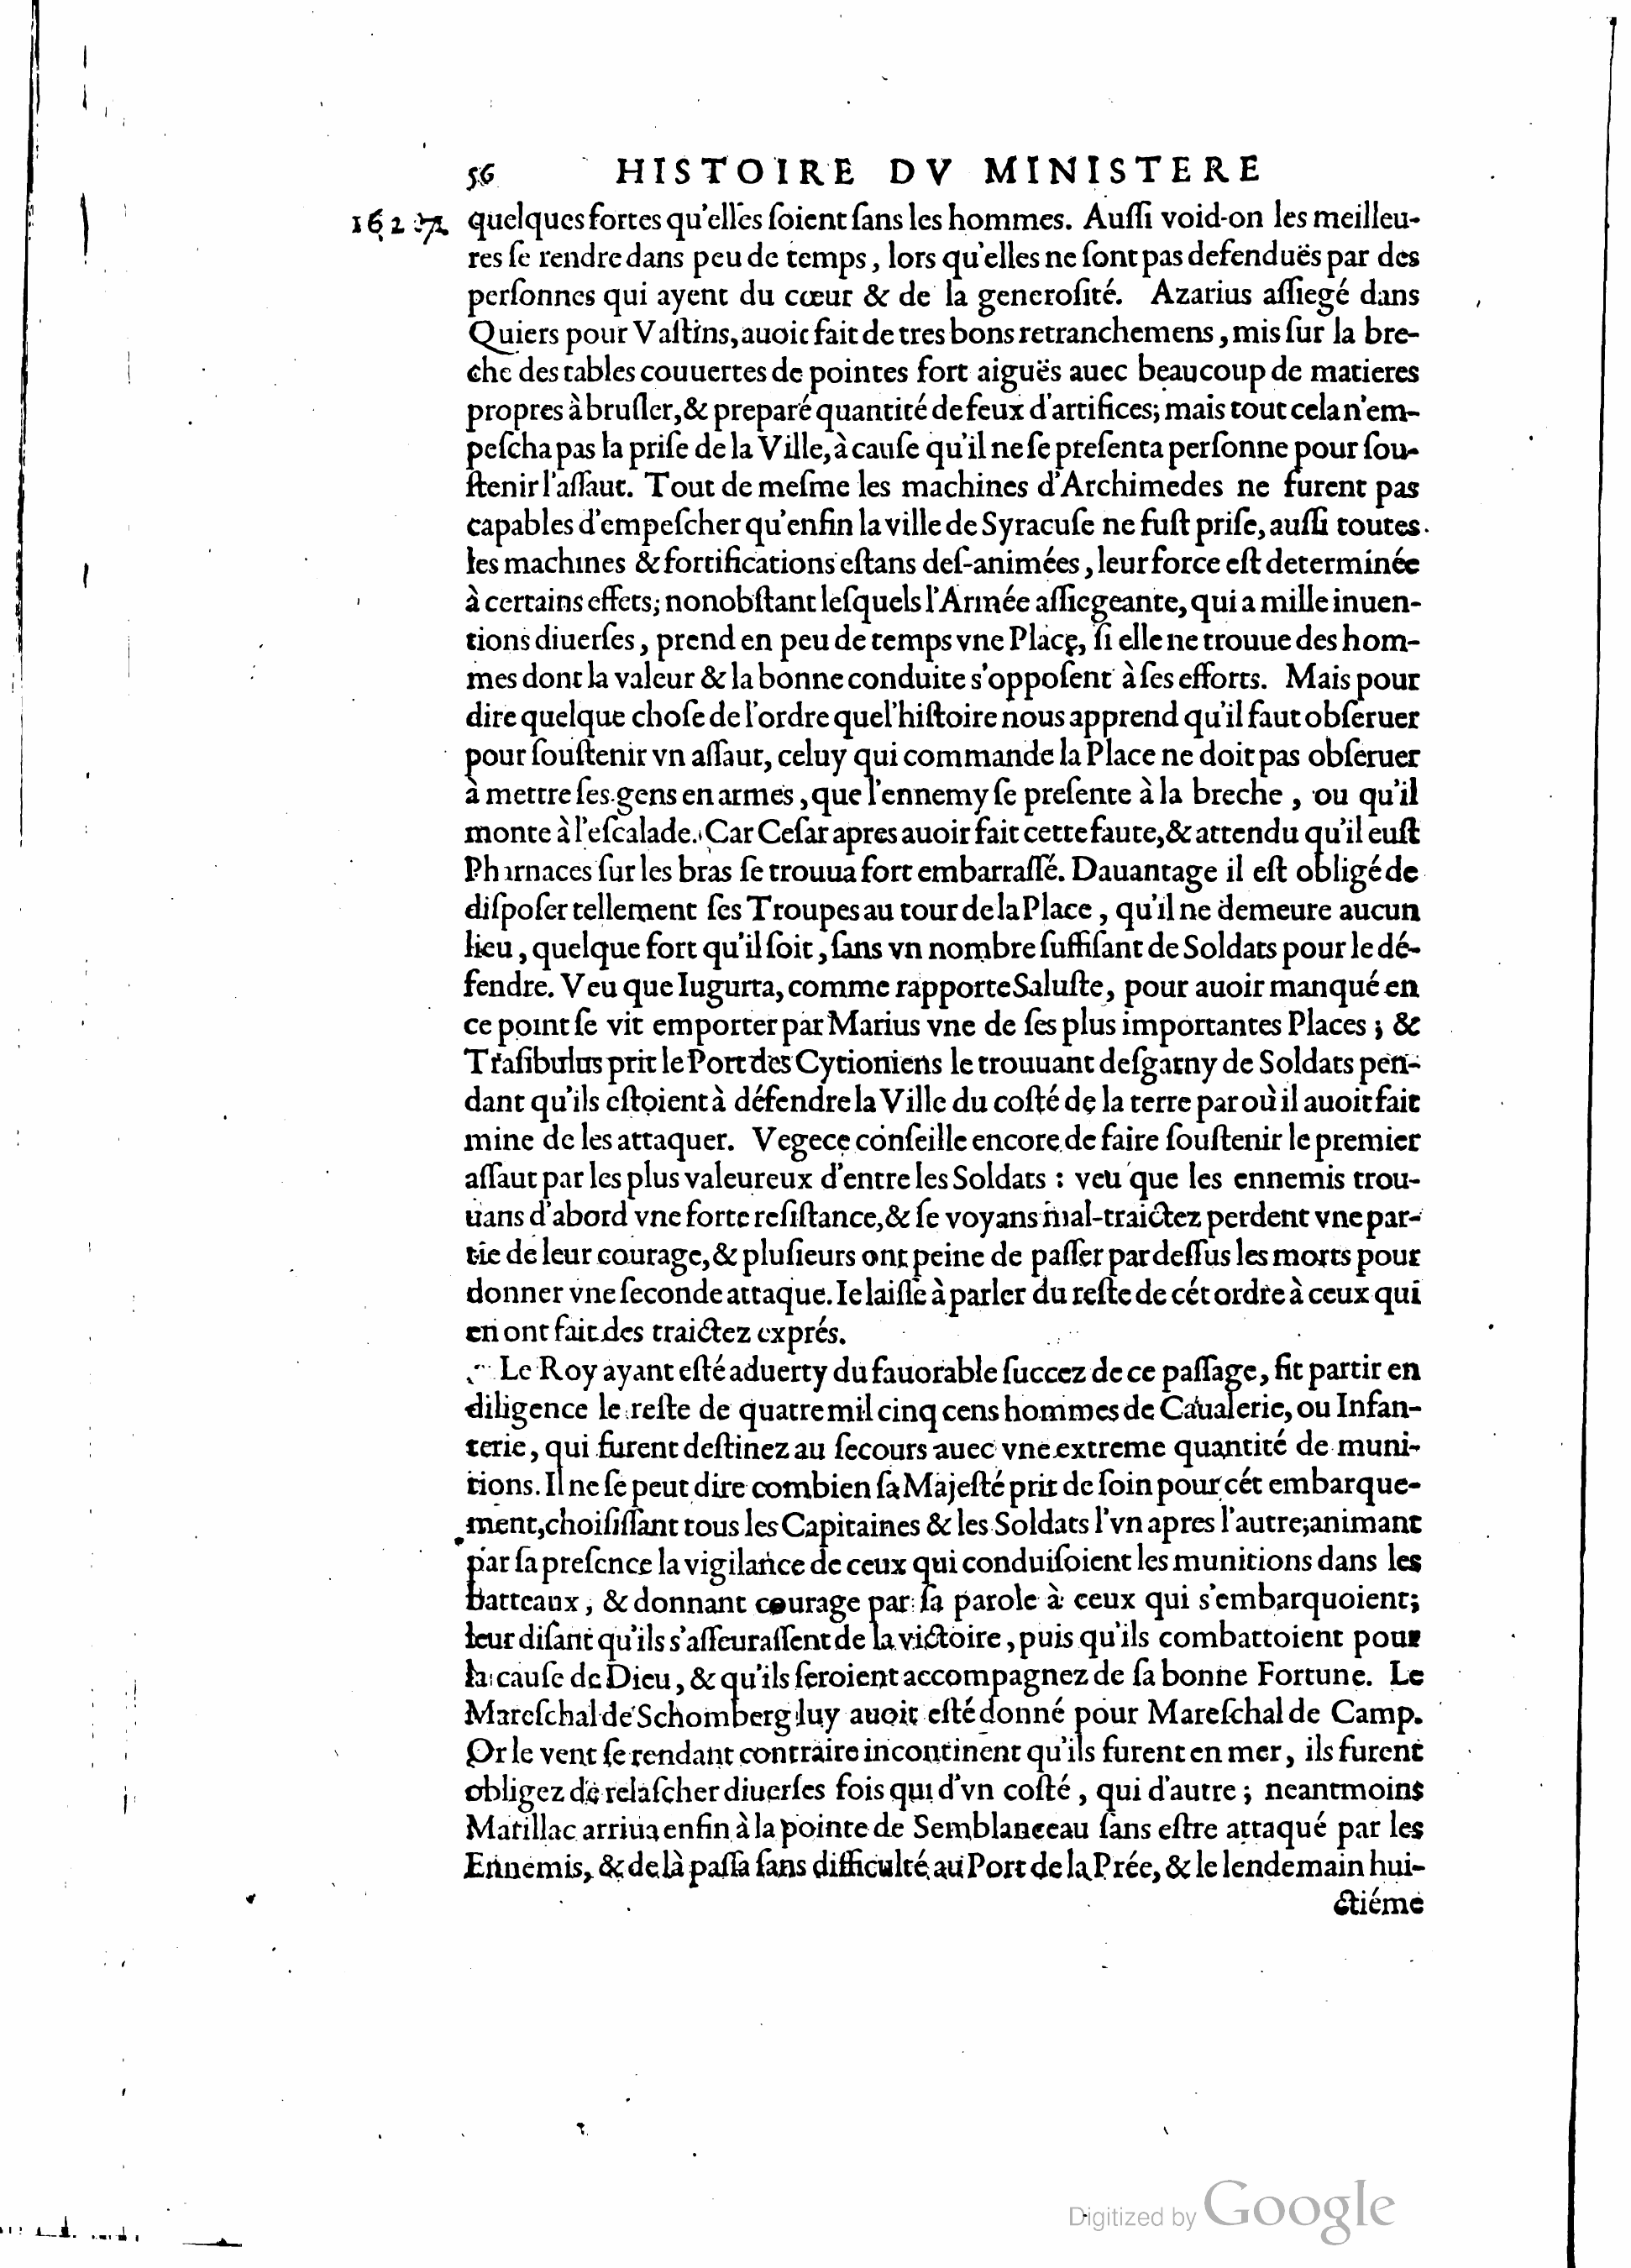 56 HISTOIRE DV MINISTERE
1627. quelques fortes qu'elles ſoient ſans les hommes. Auſſi void-on les meilleu-
res ſe rendre dans peu de temps, lors qu'elles ne ſont pas defenduës par des
perſonnes qui ayent du cœur & de la generoſité. Azarius aſſiegé dans
Quiers pour Vaſtins, auoit fait de tres bons retranchemens, mis ſur la bre-
che des tables couuertes de pointes fort aiguës auec beaucoup de matieres
propres à bruſler, & preparé quantité de feux d'artifices; mais tout cela n'em-
peſcha pas la priſe de la Ville, à cauſe qu'il ne ſe preſenta perſonne pour ſou-
ſtenir l'aſſaut. Tout de meſme les machines d'Archimedes ne furent pas
capables d'empeſcher qu'enfin la ville de Syracuſe ne fuſt priſe, auſſi toutes
les machines & fortifications eſtans deſ-animées, leur force eſt determinée
à certains effets; nonobſtant leſquels l'Armée aſſiegeante, qui a mille inuen-
tions diuerſes, prend en peu de temps vne Place, ſi elle ne trouue des hom-
mes dont la valeur & la bonne conduite s'oppoſent à ſes efforts. Mais pour
dire quelque choſe de l'ordre que l'hiſtoire nous apprend qu'il faut obſeruer
pour ſouſtenir vn aſſaut, celuy qui commande la Place ne doit pas obſeruer
à mettre ſes gens en armes, que l'ennemy ſe preſente à la breche, ou qu'il
monte à l'eſcalade. Car Ceſar apres auoir fait cette faute, & attendu qu'il euſt
Pharnaces ſur les bras ſe trouua fort embarraſſé. Dauantage il eſt obligé de
diſpoſer tellement ſes Troupes au tour de la Place, qu'il ne demeure aucun
lieu, quelque fort qu'il ſoit, ſans vn nombre ſuffiſant de Soldats pour le dé-
fendre. Veu que Iugurta, comme rapporte Saluſte, pour auoir manqué en
ce point ſe vit emporter par Marius vne de ſes plus importantes Places; &
Traſibulus prit le Port des Cytioniens le trouuant deſgarny de Soldats pen-
dant qu'ils eſtoient à défendre la Ville du coſté de la terre par où il auoit fait
mine de les attaquer. Vegece conſeille encore de faire ſouſtenir le premier
aſſaut par les plus valeureux d'entre les Soldats : veu que les ennemis trou-
uans d'abord vne forte reſiſtance, & ſe voyans mal-traictez perdent vne par-
tie de leur courage, & pluſieurs ont peine de paſſer par deſſus les morts pour
donner vne ſeconde attaque. Ie laiſſe à parler du reſte de cét ordre à ceux qui
en ont fait des traictez exprés.
Le Roy ayant eſté aduerty du fauorable ſuccez de ce paſſage, fit partir en
diligence le reſte de quatre mil cinq cens hommes de Caualerie, ou Infan-
terie, qui furent deſtinez au ſecours auec vne extreme quantité de muni-
tions. Il ne ſe peut dire combien ſa Majeſté prit de ſoin pour cét embarque-
ment, choiſiſſant tous les Capitaines & les Soldats l'vn apres l'autre; animant
par ſa preſence la vigilance de ceux qui conduiſoient les munitions dans les
batteaux, & donnant courage par ſa parole à ceux qui s'embarquoient;
leur diſant qu'ils s'aſſeuraſſent de la victoire, puis qu'ils combattoient pour
la cauſe de Dieu, & qu'ils ſeroient accompagnez de ſa bonne Fortune. Le
Mareſchal de Schomberg luy auoit eſté donné pour Mareſchal de Camp.
Or le vent ſe rendant contraire incontinent qu'ils furent en mer, ils furent
obligez de relaſcher diuerſes fois qui d'vn coſté, qui d'autre; neantmoins
Marillac arriua enfin à la pointe de Semblanceau ſans eſtre attaqué par les
Ennemis, & de là paſſa ſans difficulté au Port de la Prée, & le lendemain hui-
ctiéme
Digitized by Google